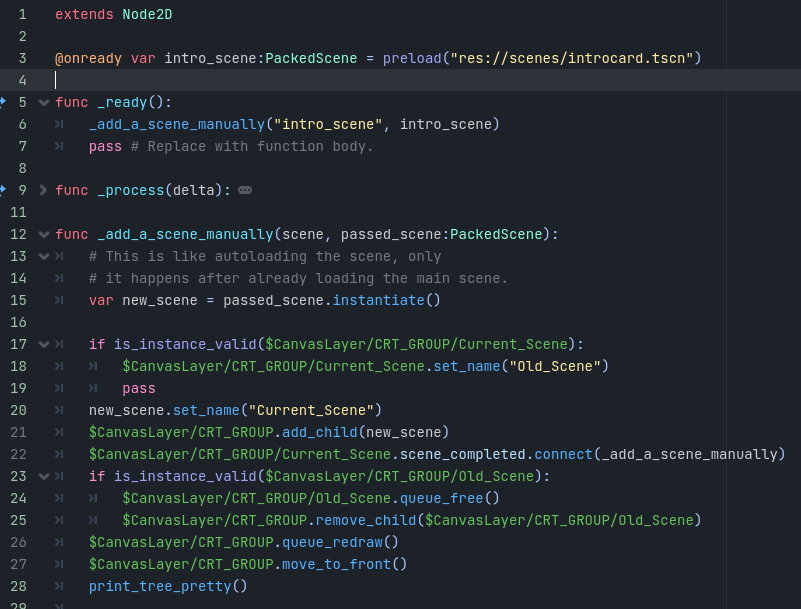 1 extends Node2D
2
3 @onready var intro_scene:PackedScene = preload("res://scenes/introcard.tscn")
4
5 func _ready():
6 _add_a_scene_manually("intro_scene", intro_scene)
7 pass # Replace with function body.
8
9 func _process(delta):
11
12 func _add_a_scene_manually(scene, passed_scene:PackedScene):
13 # This is like autoloading the scene, only
14 # it happens after already loading the main scene.
15 var new_scene = passed_scene.instantiate()
16
17 if is_instance_valid($CanvasLayer/CRT_GROUP/Current_Scene):
18 $CanvasLayer/CRT_GROUP/Current_Scene.set_name("Old_Scene")
19 pass
20 new_scene.set_name("Current_Scene")
21 $CanvasLayer/CRT_GROUP.add_child(new_scene)
22 $CanvasLayer/CRT_GROUP/Current_Scene.scene_completed.connect(_add_a_scene_manually)
23 if is_instance_valid($CanvasLayer/CRT_GROUP/Old_Scene):
24 $CanvasLayer/CRT_GROUP/Old_Scene.queue_free()
25 $CanvasLayer/CRT_GROUP.remove_child($CanvasLayer/CRT_GROUP/Old_Scene)
26 $CanvasLayer/CRT_GROUP.queue_redraw()
27 $CanvasLayer/CRT_GROUP.move_to_front()
28 print_tree_pretty()
29